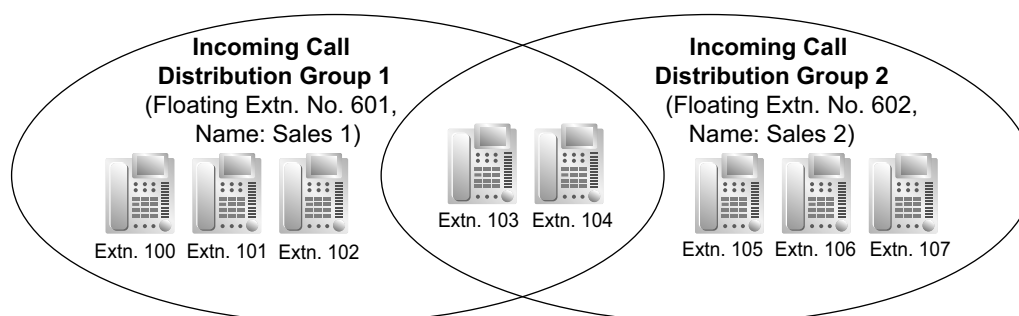 Incoming Call
Distribution Group 1
(Floating Extn. No. 601,
Name: Sales 1)
Incoming Call
Distribution Group 2
(Floating Extn. No. 602,
Name: Sales 2)
Extn. 100 Extn. 101 Extn. 102
Extn. 103 Extn. 104
Extn. 105 Extn. 106 Extn. 107